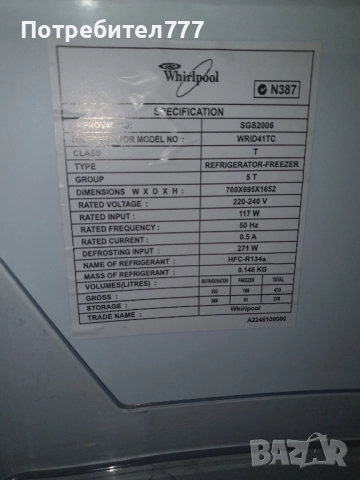 Потребител777
Whirlpool
N387
SPECIFICATION
SGS2006
MODEL NO : WRID41TC
CLASS T
TYPE REFRIGERATOR-FREEZER
GROUP 5 T
DIMENSIONS W X D X H : 700X695X1652
RATED VOLTAGE : 220-240 V
RATED INPUT : 117 W
RATED FREQUENCY : 50 Hz
RATED CURRENT : 0.5 A
DEFROSTING INPUT : 271 W
NAME OF REFRIGERANT : HFC-R134a
MASS OF REFRIGERANT : 0.146 KG
VOLUMES(LITRES) : REFRIGERATOR FREEZER TOTAL
GROSS :
STORAGE :
TRADE NAME : Whirlpool
BAZAR